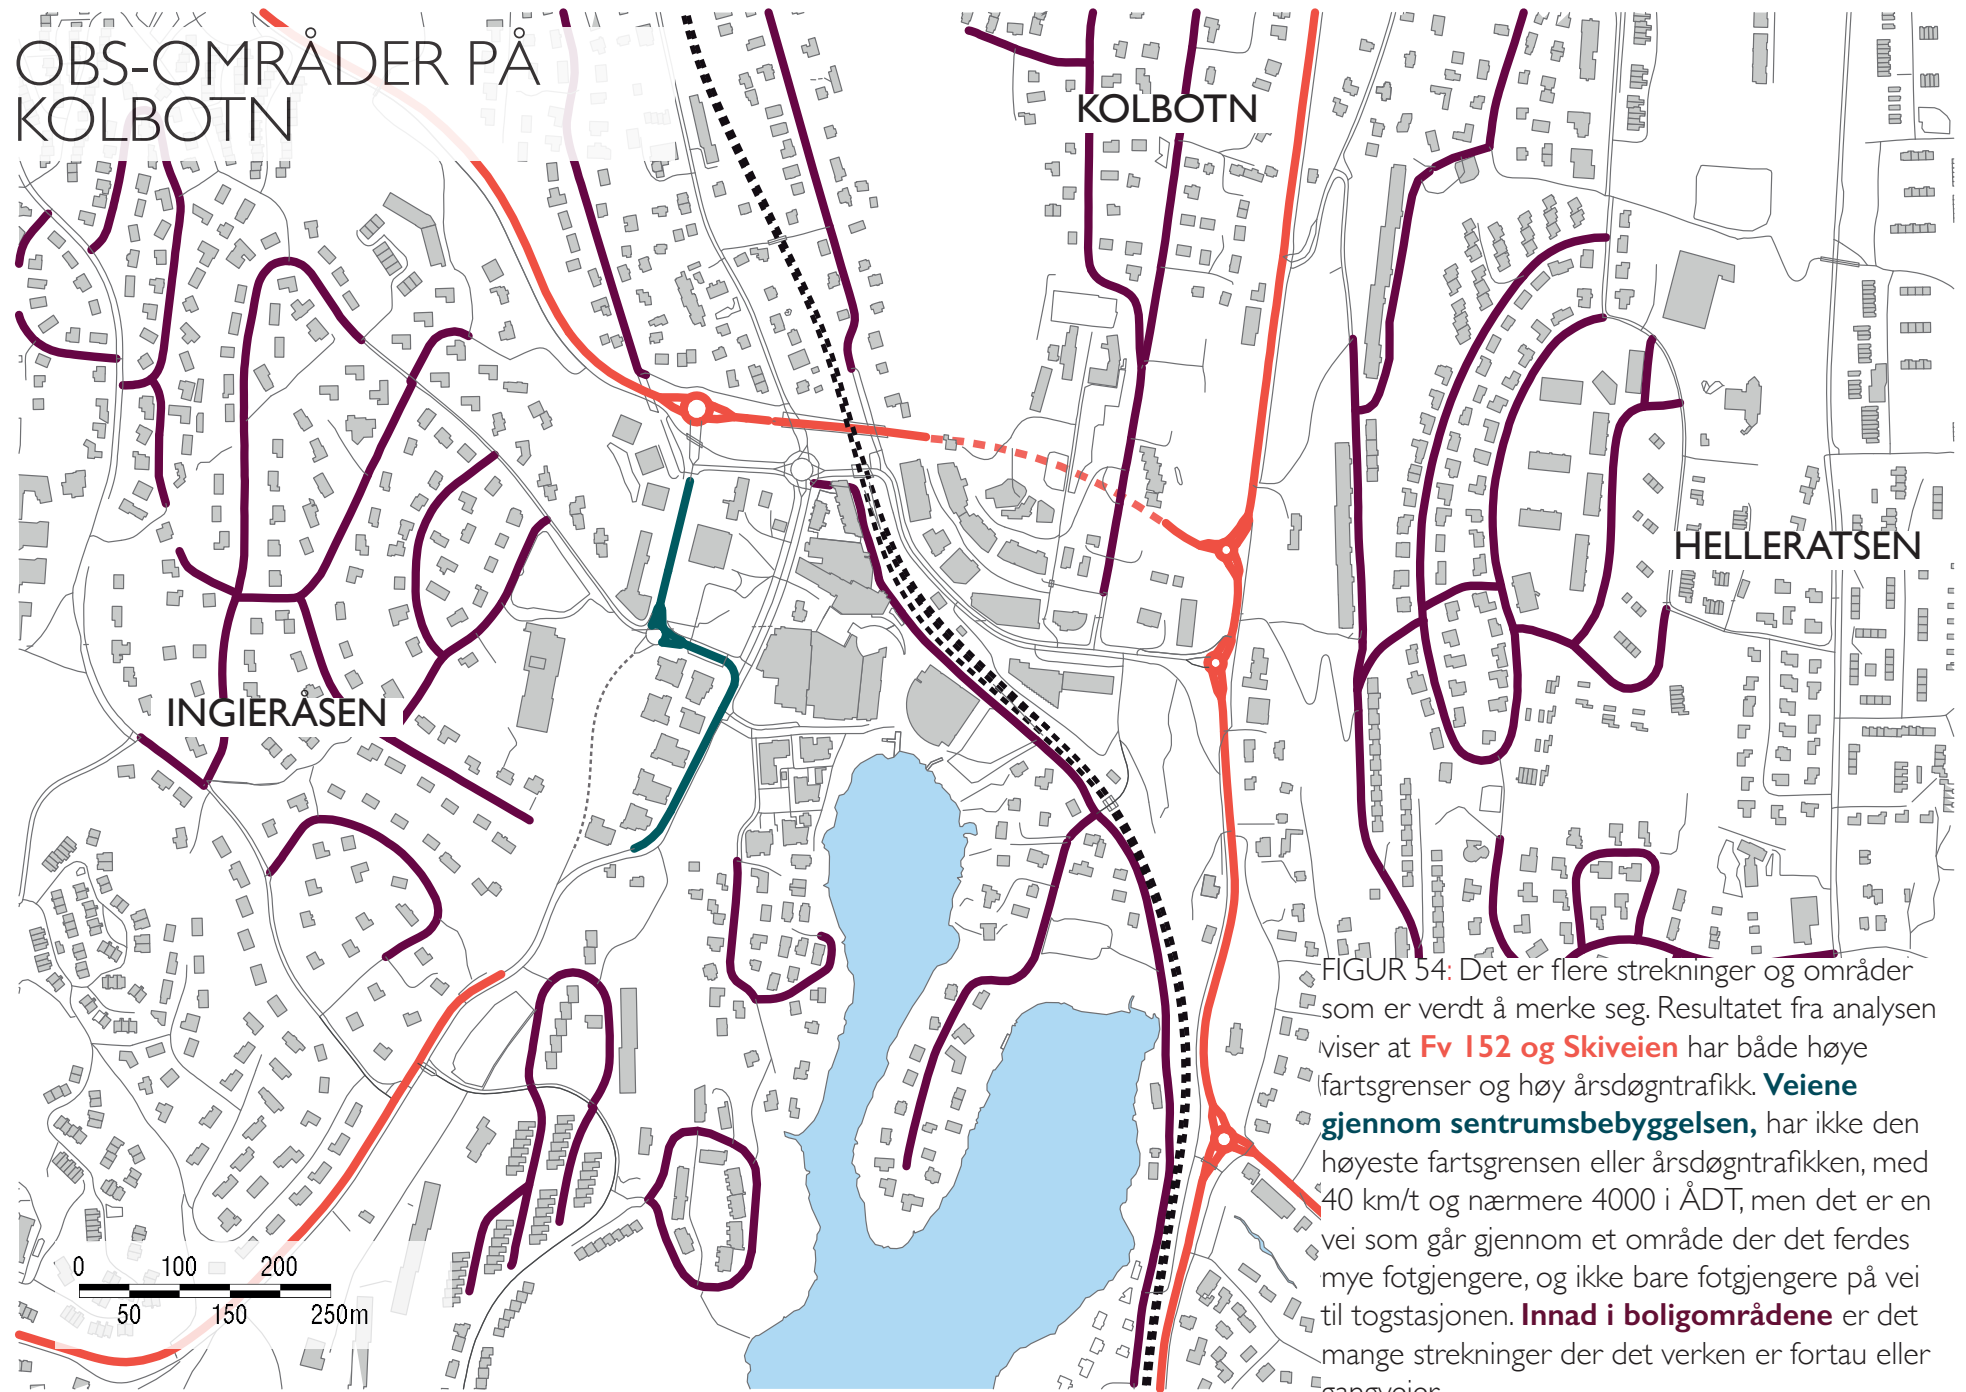 OBS-OMRÅDER PÅ
KOLBOTN
KOLBOTN
HELLERATSEN
INGIERÅSEN
0 100 200
50 150 250m
FIGUR 54: Det er flere strekninger og områder
som er verdt å merke seg. Resultatet fra analysen
viser at Fv 152 og Skiveien har både høye
fartsgrenser og høy årsdøgntrafikk. Veiene
gjennom sentrumsbebyggelsen, har ikke den
høyeste fartsgrensen eller årsdøgntrafikken, med
40 km/t og nærmere 4000 i ÅDT, men det er en
vei som går gjennom et område der det ferdes
mye fotgjengere, og ikke bare fotgjengere på vei
til togstasjonen. Innad i boligområdene er det
mange strekninger der det verken er fortau eller
gangveier